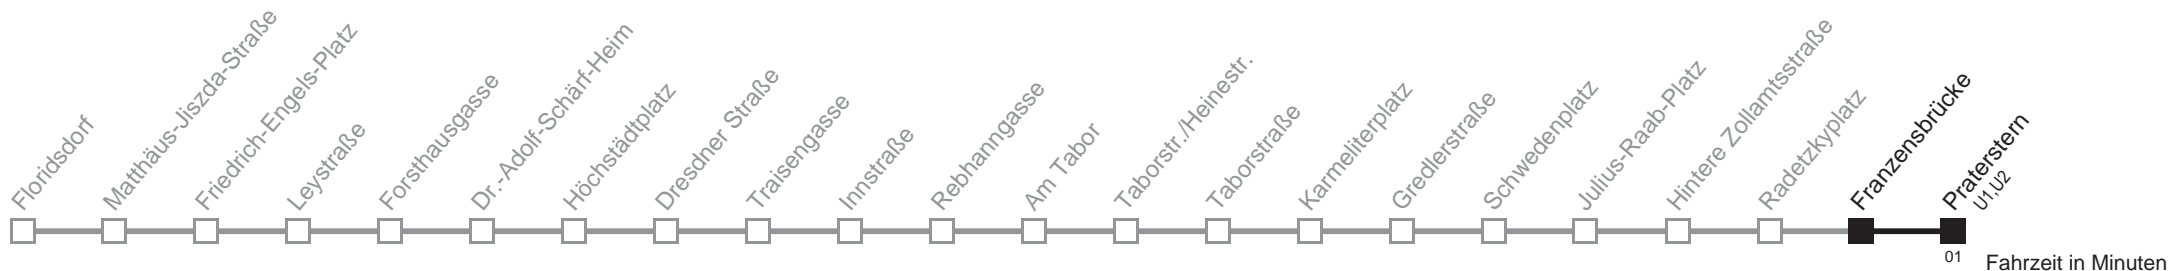 Floridsdorf
Matthäus-Jiszda-Straße
Friedrich-Engels-Platz
Leystraße
Forsthausgasse
Dr.-Adolf-Schärf-Heim
Höchstädtplatz
Dresdner Straße
Traisengasse
Innstraße
Rebhanngasse
Am Tabor
Taborstr./Heinestr.
Taborstraße
Karmeliterplatz
Gredlerstraße
Schwedenplatz
Julius-Raab-Platz
Hintere Zollamtsstraße
Radetzkyplatz
Franzensbrücke
Praterstern
U1,U2
01
Fahrzeit in Minuten